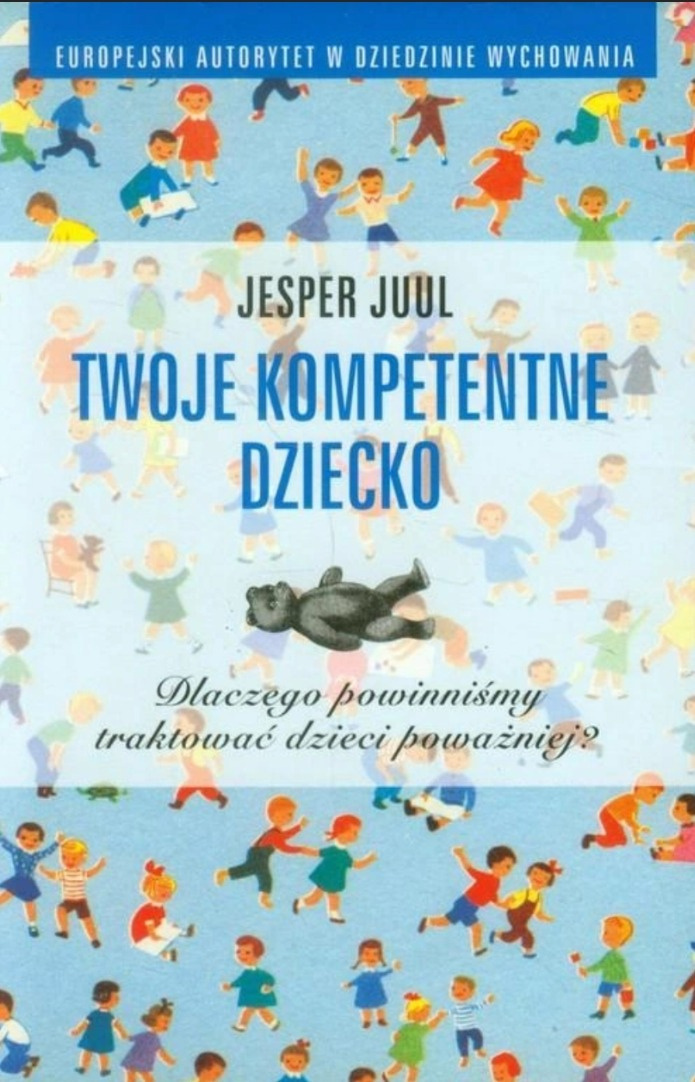 EUROPEJSKI AUTORYTET W DZIEDZINIE WYCHOWANIA
JESPER JUUL
TWOJE KOMPETENTNE
DZIECKO
Dlaczego powinniśmy
traktować dzieci poważniej?